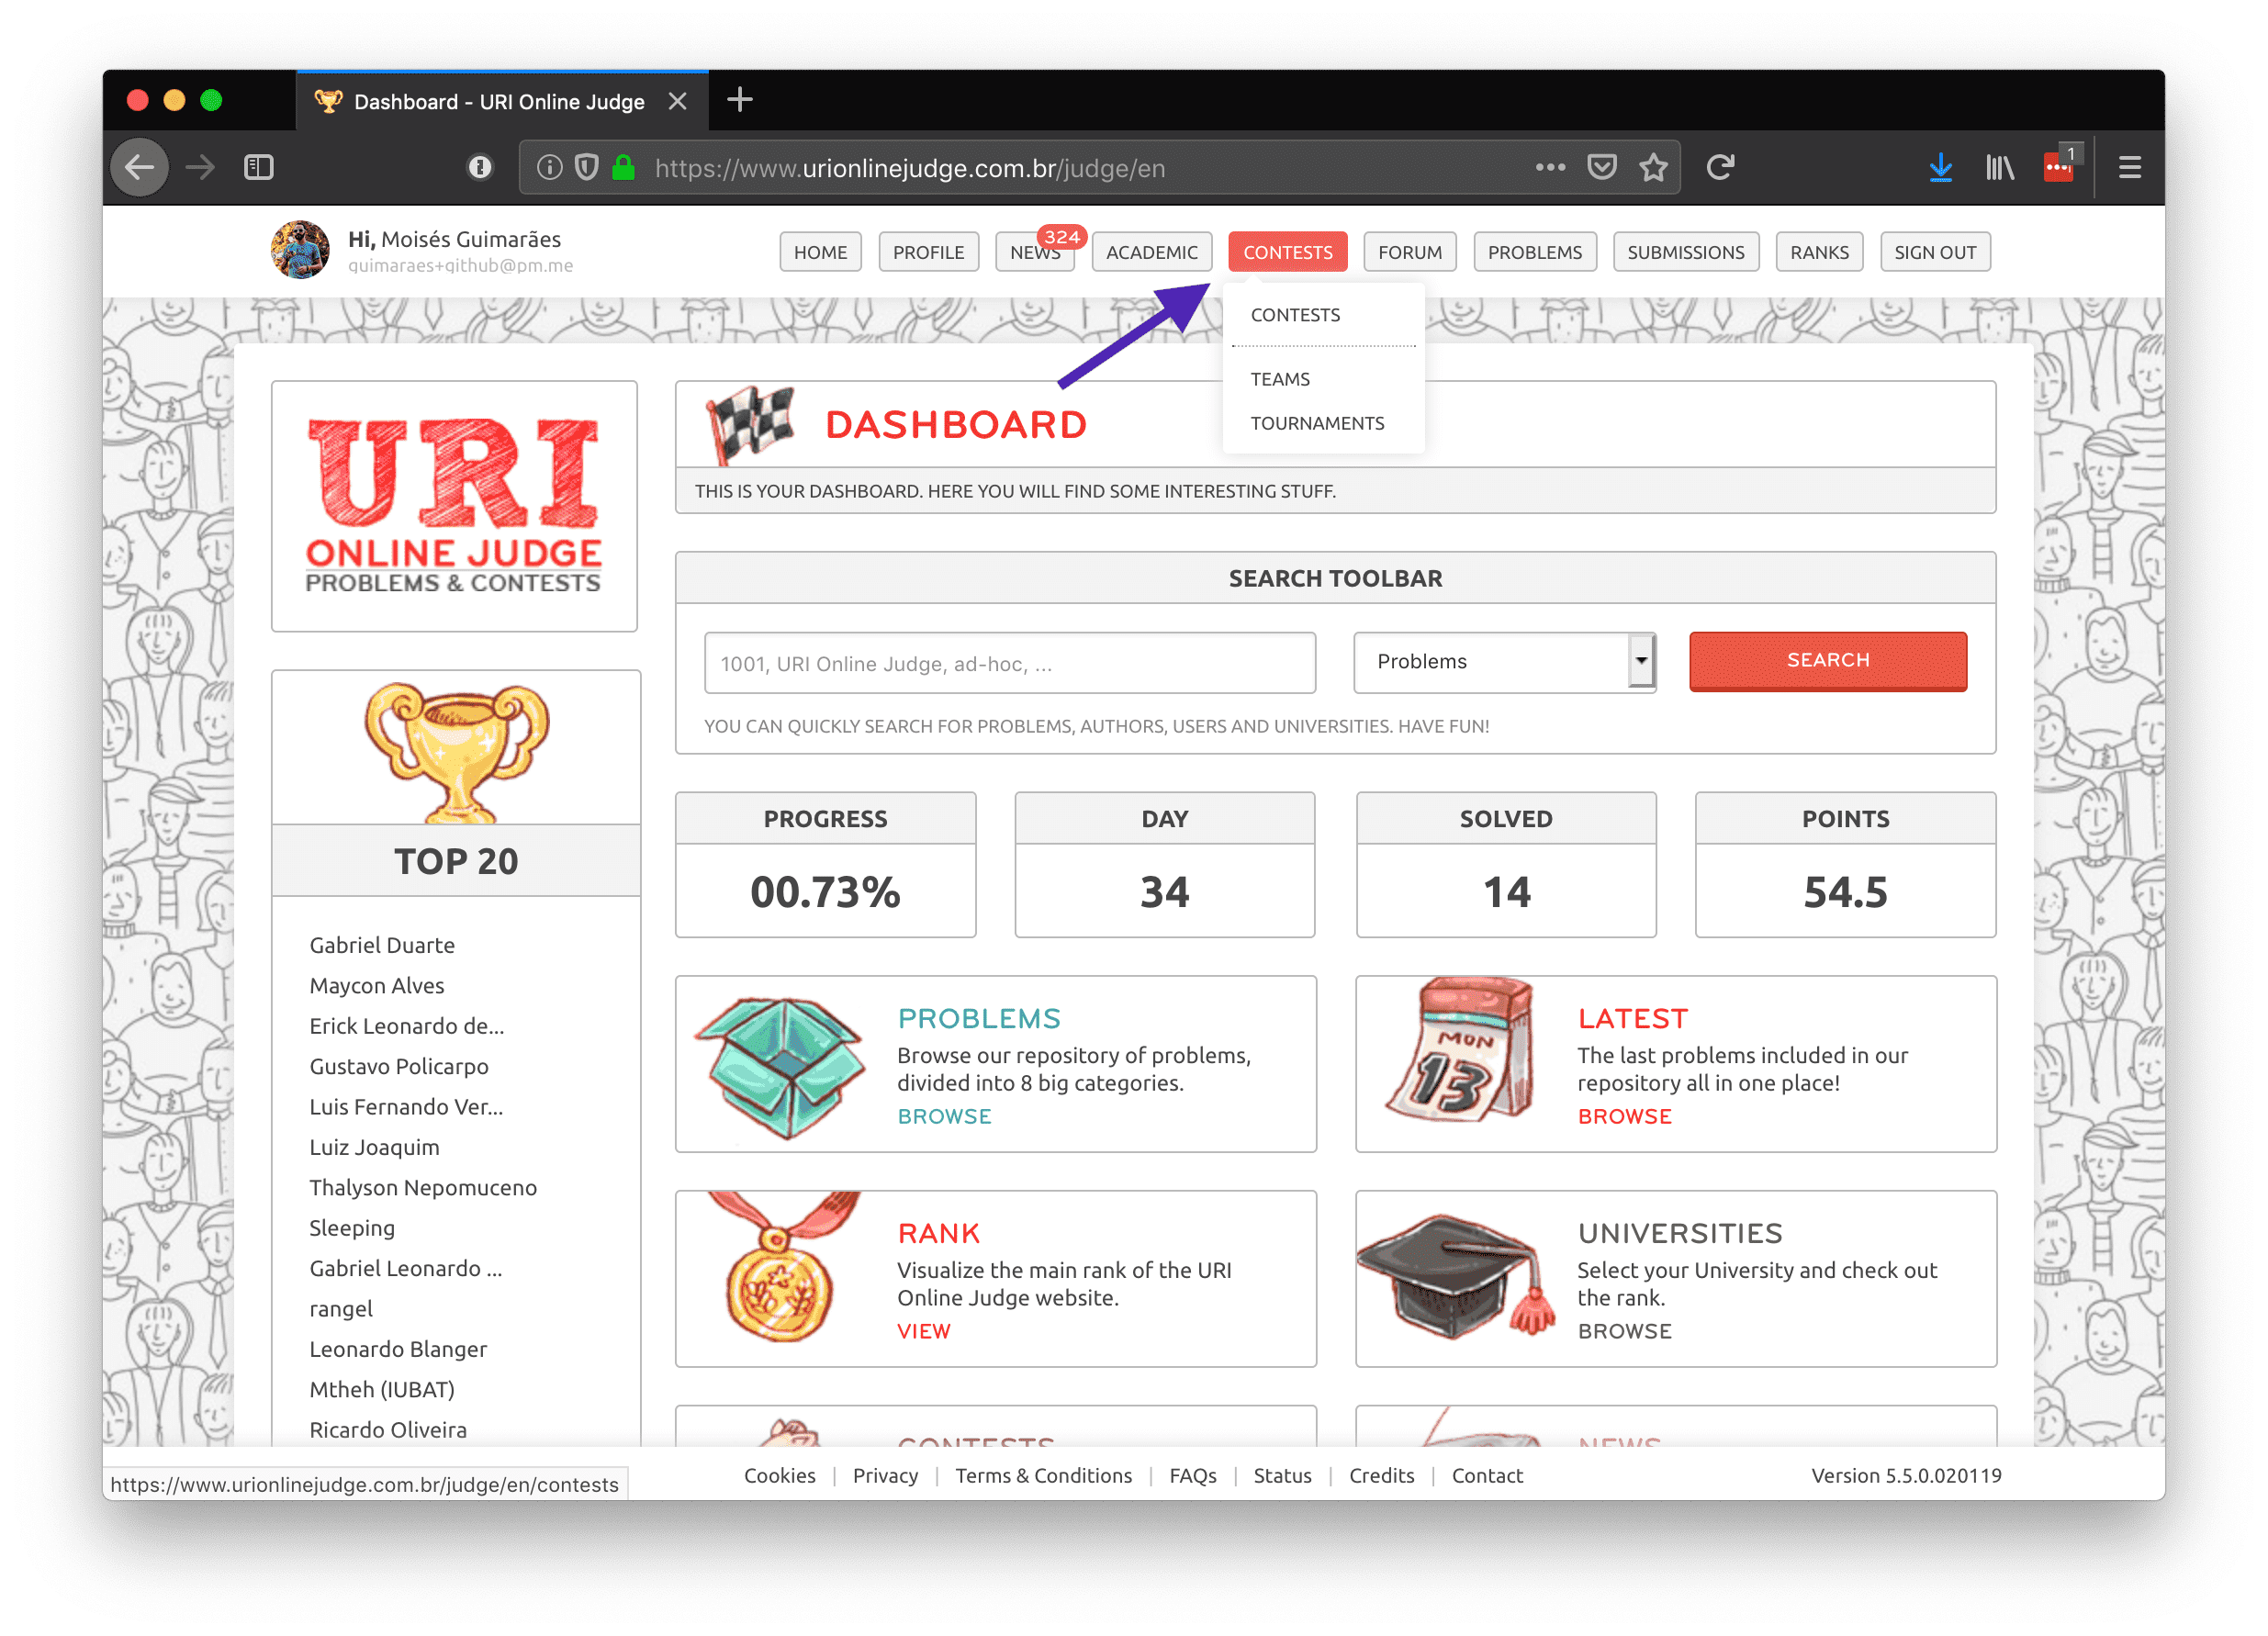 Dashboard - URI Online Judge
https://www.urionlinejudge.com.br/judge/en
1
Hi, Moisés Guimarães
guimaraes+github@pm.me
HOME
PROFILE
NEWS
324
ACADEMIC
CONTESTS
FORUM
PROBLEMS
SUBMISSIONS
RANKS
SIGN OUT
CONTESTS
TEAMS
TOURNAMENTS
URI
ONLINE JUDGE
PROBLEMS & CONTESTS
DASHBOARD
THIS IS YOUR DASHBOARD. HERE YOU WILL FIND SOME INTERESTING STUFF.
SEARCH TOOLBAR
1001, URI Online Judge, ad-hoc, ...
Problems
SEARCH
YOU CAN QUICKLY SEARCH FOR PROBLEMS, AUTHORS, USERS AND UNIVERSITIES. HAVE FUN!
PROGRESS
00.73%
DAY
34
SOLVED
14
POINTS
54.5
TOP 20
Gabriel Duarte
Maycon Alves
Erick Leonardo de...
Gustavo Policarpo
Luis Fernando Ver...
Luiz Joaquim
Thalyson Nepomuceno
Sleeping
Gabriel Leonardo ...
rangel
Leonardo Blanger
Mtheh (IUBAT)
Ricardo Oliveira
PROBLEMS
Browse our repository of problems,
divided into 8 big categories.
BROWSE
MON
13
LATEST
The last problems included in our
repository all in one place!
BROWSE
RANK
Visualize the main rank of the URI
Online Judge website.
VIEW
UNIVERSITIES
Select your University and check out
the rank.
BROWSE
CONTESTS
NEWS
https://www.urionlinejudge.com.br/judge/en/contests
Cookies | Privacy | Terms & Conditions | FAQs | Status | Credits | Contact
Version 5.5.0.020119